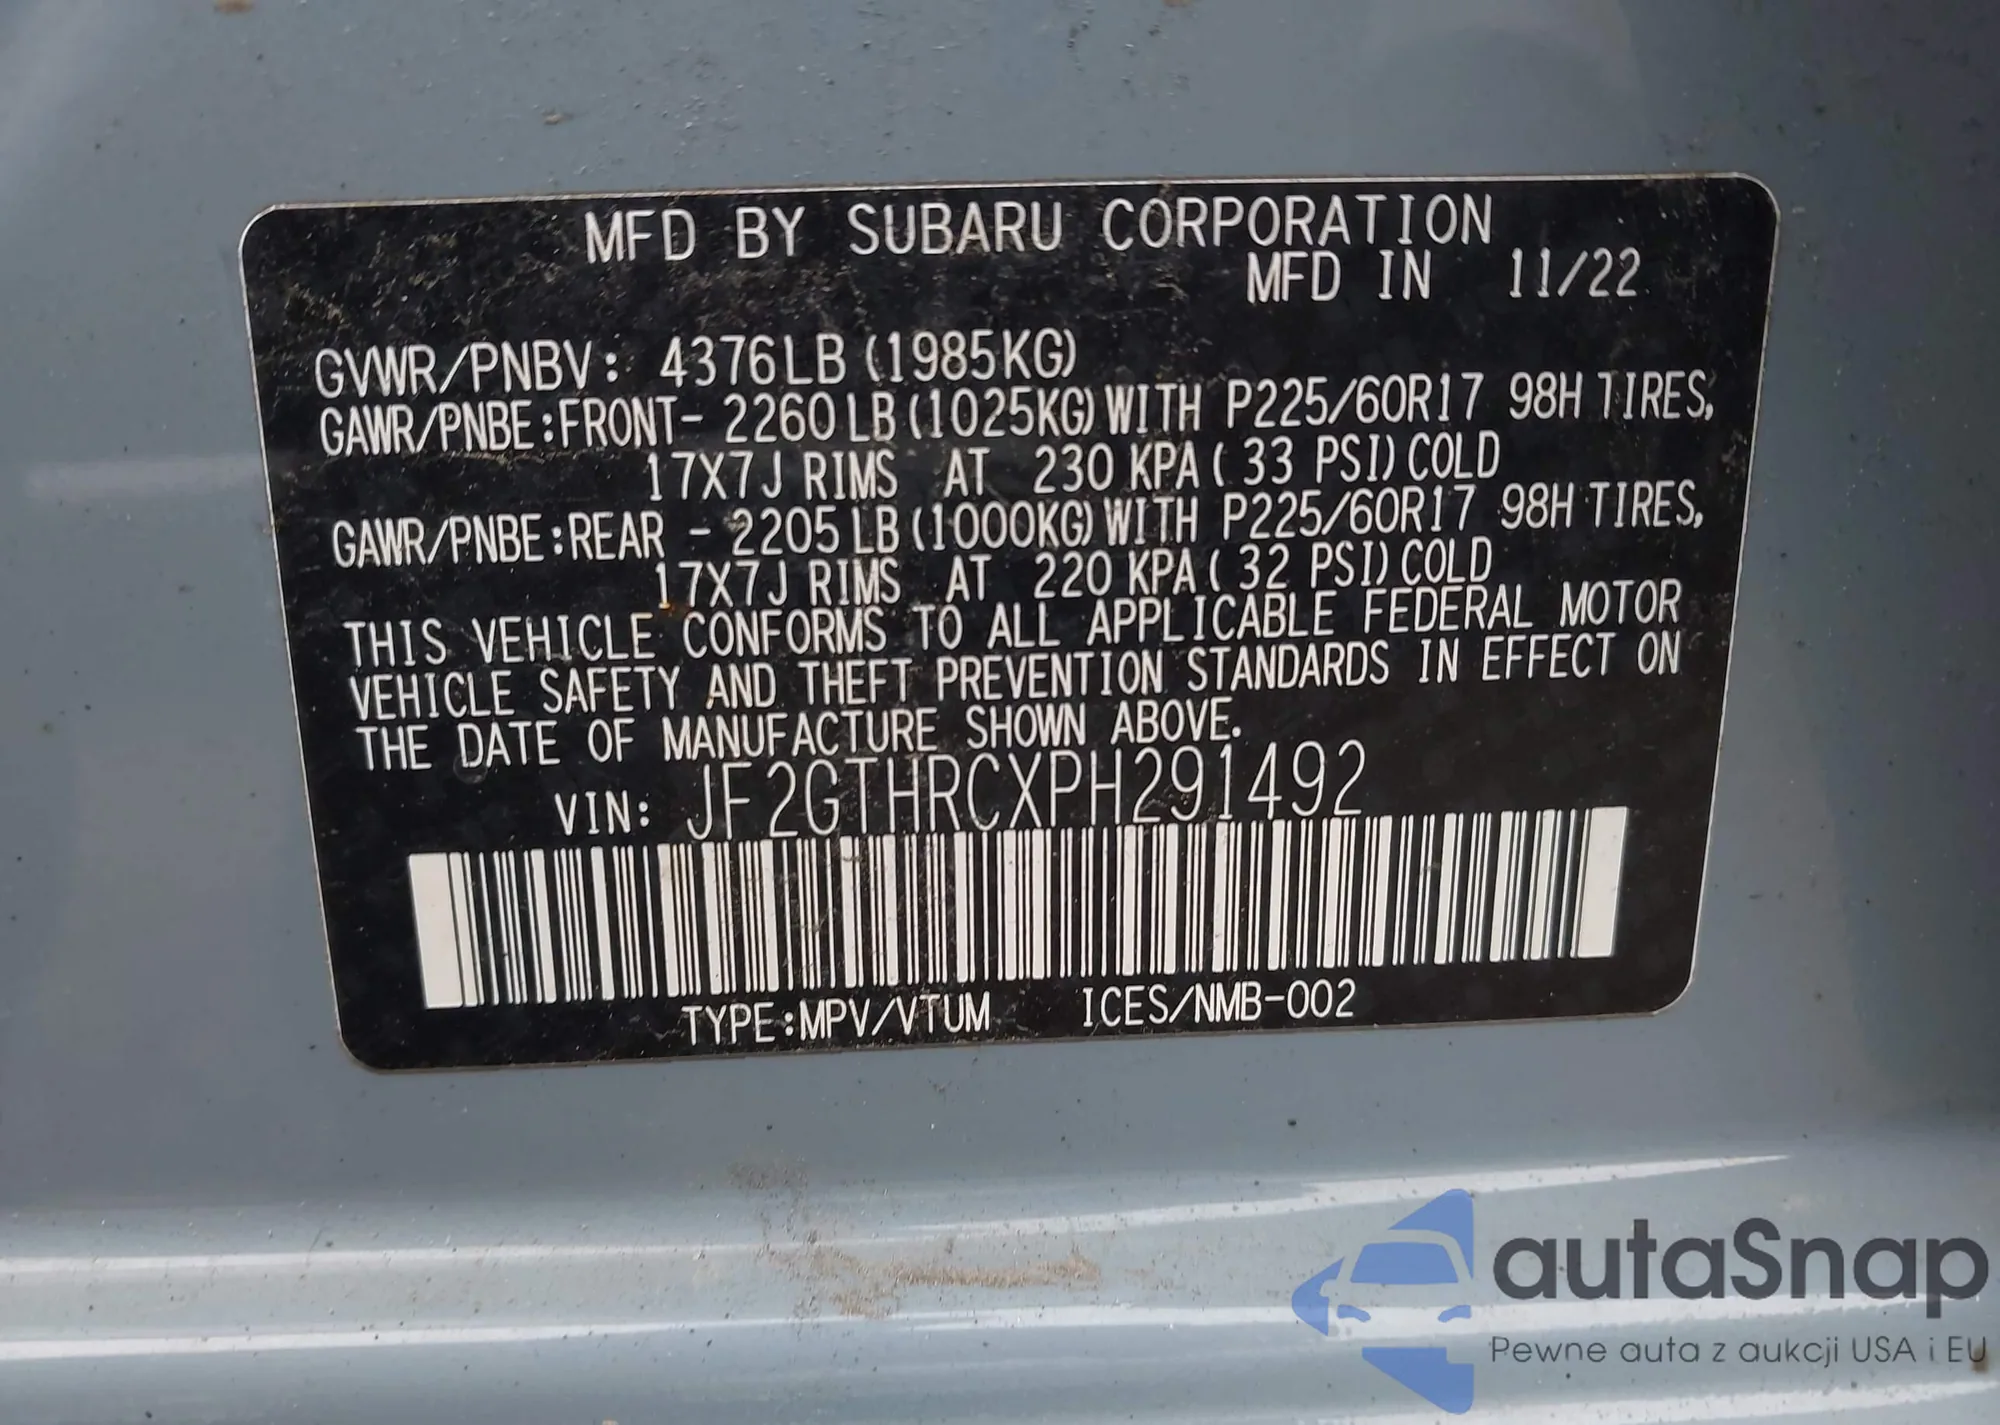 MFD BY SUBARU CORPORATION
MFD IN 11/22
GVWR/PNBV: 4376LB (1985KG)
GAWR/PNBE:FRONT- 2260 LB (1025KG) WITH P225/60R17 98H TIRES,
17X7J RIMS AT 230 KPA ( 33 PSI) COLD
GAWR/PNBE:REAR - 2205 LB (1000KG) WITH P225/60R17 98H TIRES,
17X7J RIMS AT 220 KPA ( 32 PSI) COLD
THIS VEHICLE CONFORMS TO ALL APPLICABLE FEDERAL MOTOR
VEHICLE SAFETY AND THEFT PREVENTION STANDARDS IN EFFECT ON
THE DATE OF MANUFACTURE SHOWN ABOVE.
VIN: JF2GTHRCXPH291492
TYPE:MPV/VTUM ICES/NMB-002
autaSnap
Pewne auta z aukcji USA i EU